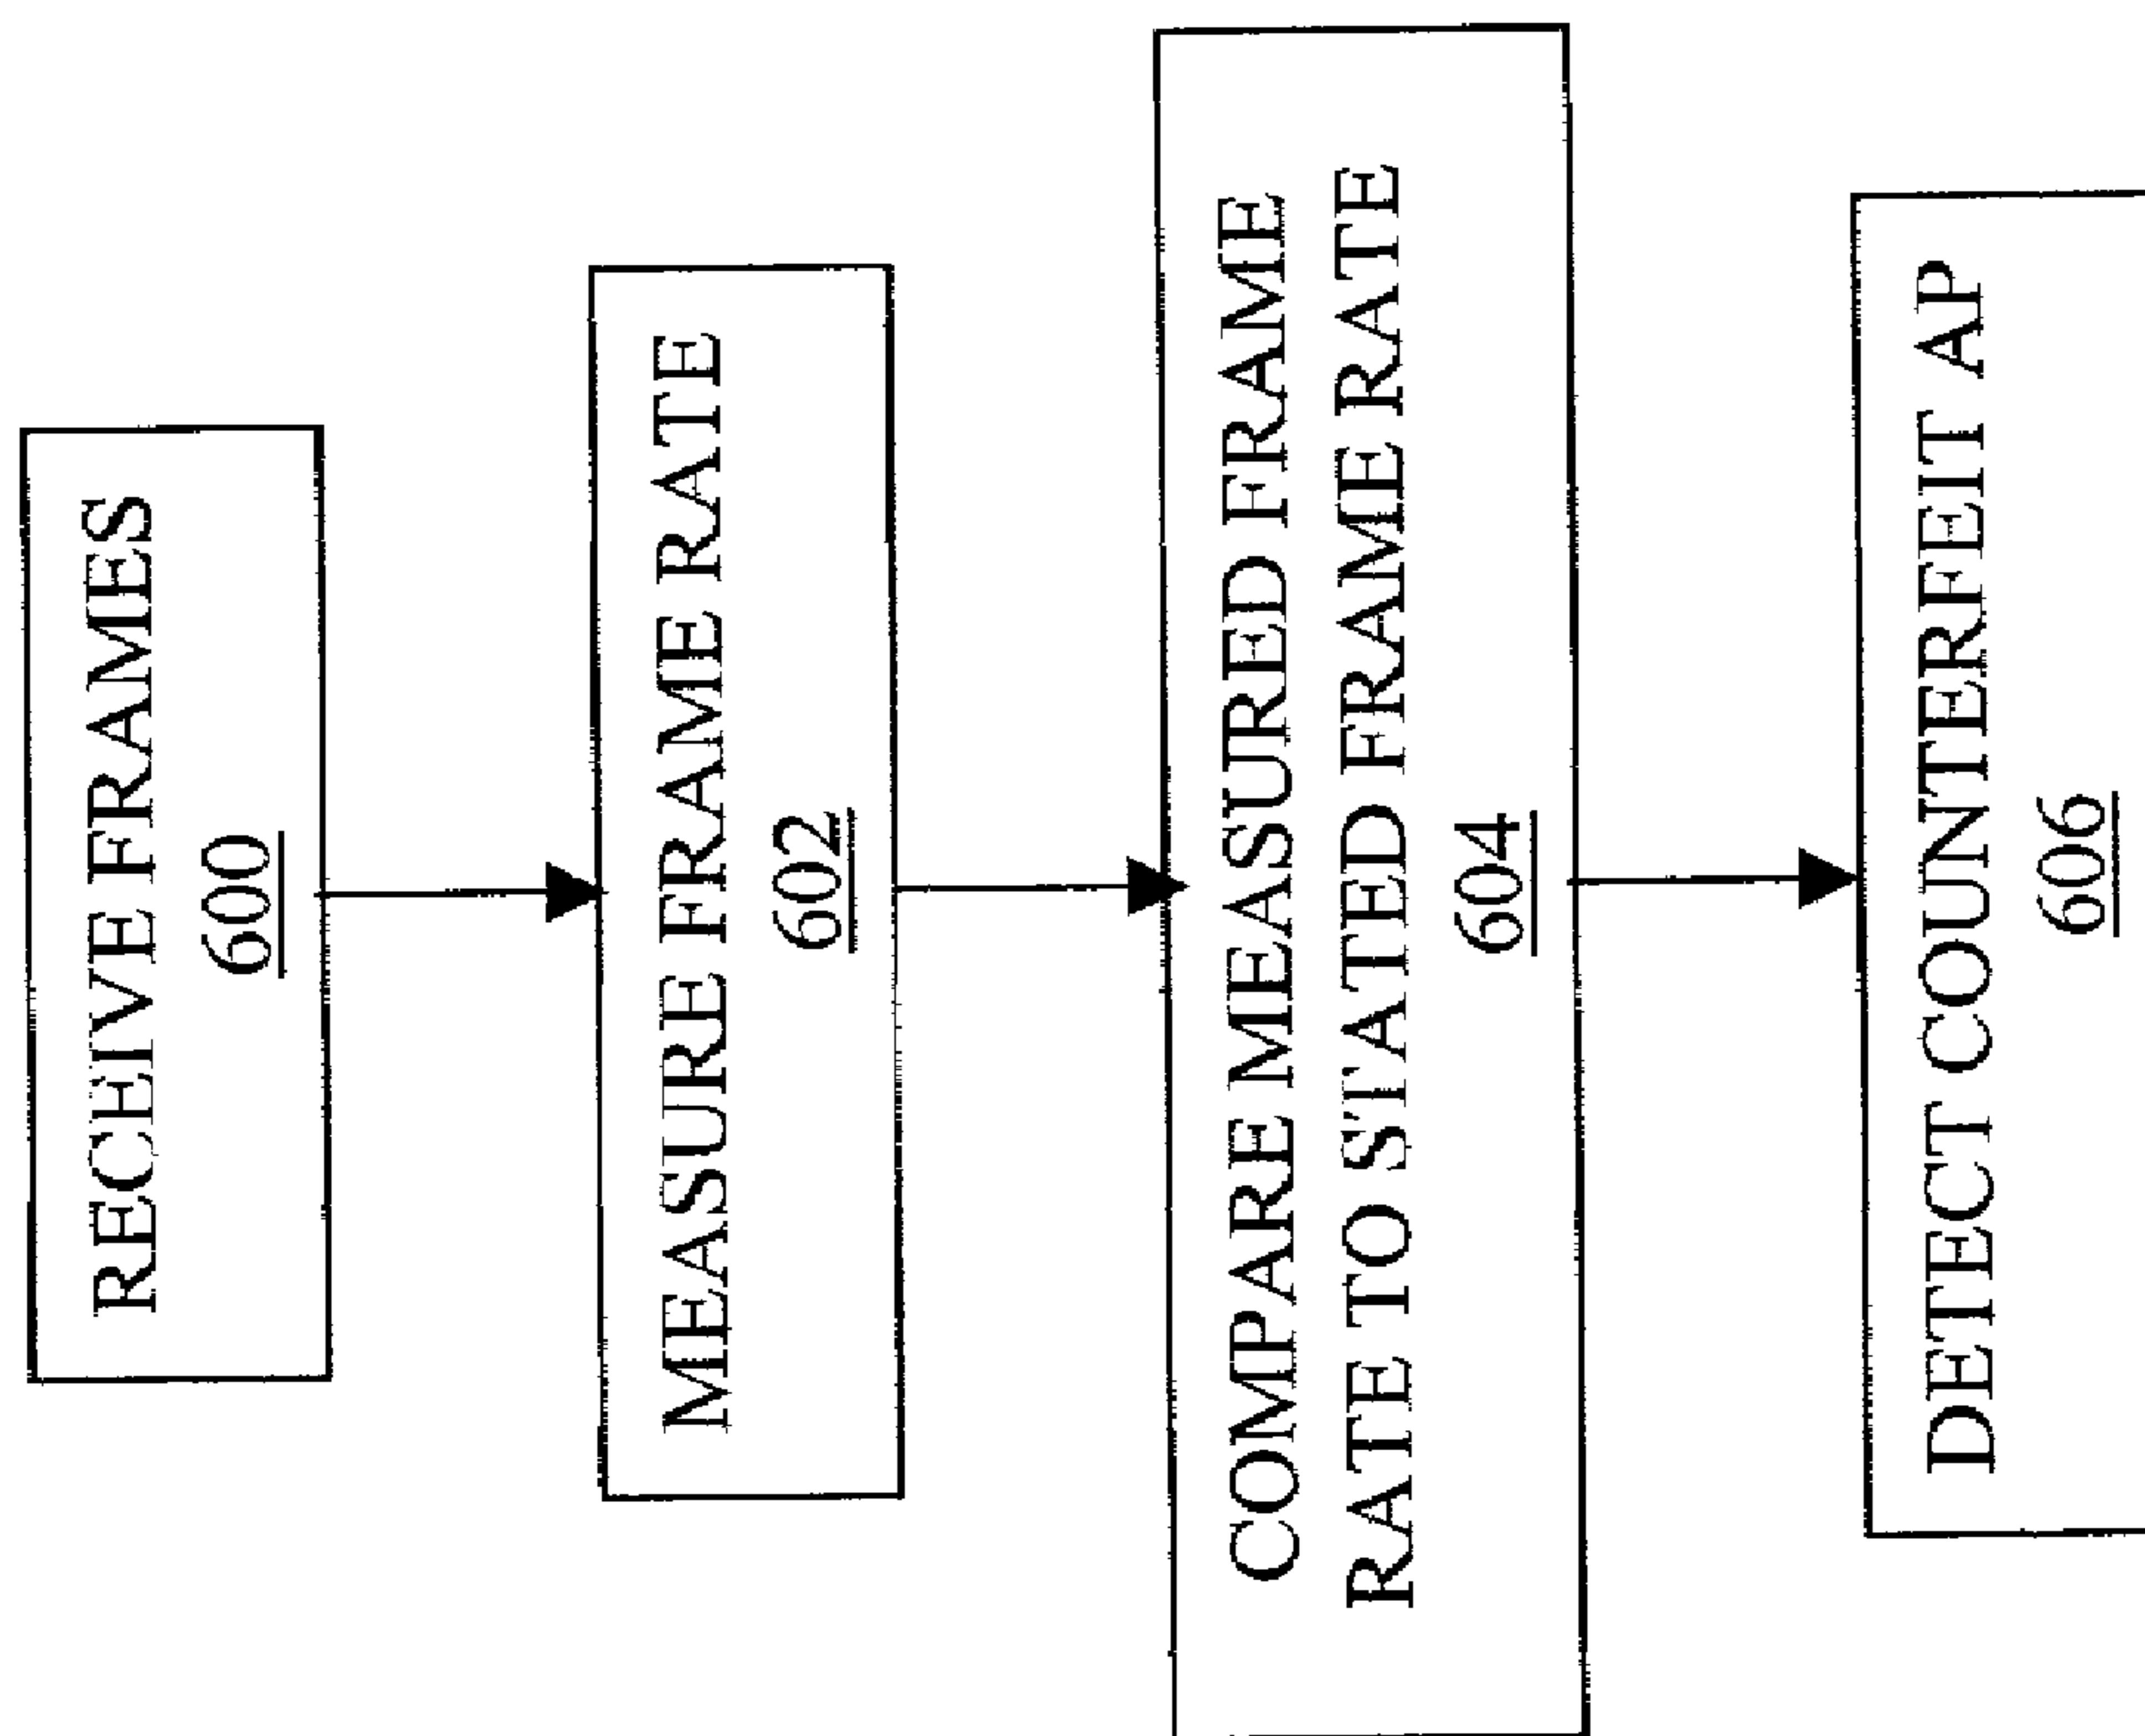 RECEIVE FRAMES
600
MEASURE FRAME RATE
602
COMPARE MEASURED FRAME
RATE TO STATED FRAME RATE
604
DETECT COUNTERFEIT AP
606